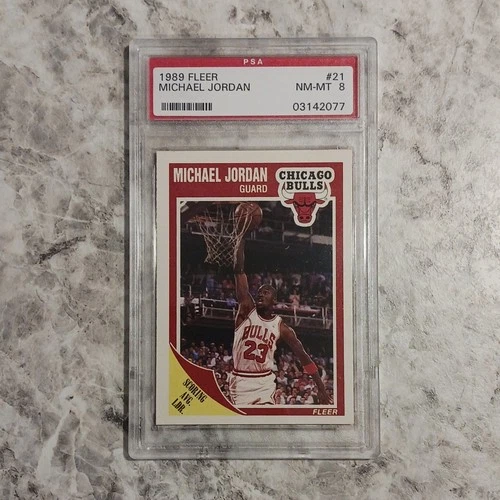 PSA
1989 FLEER #21
MICHAEL JORDAN NM-MT 8
03142077
MICHAEL JORDAN
GUARD
CHICAGO
BULLS
BULLS
23
SCORING
AVG.
LDR.
FLEER